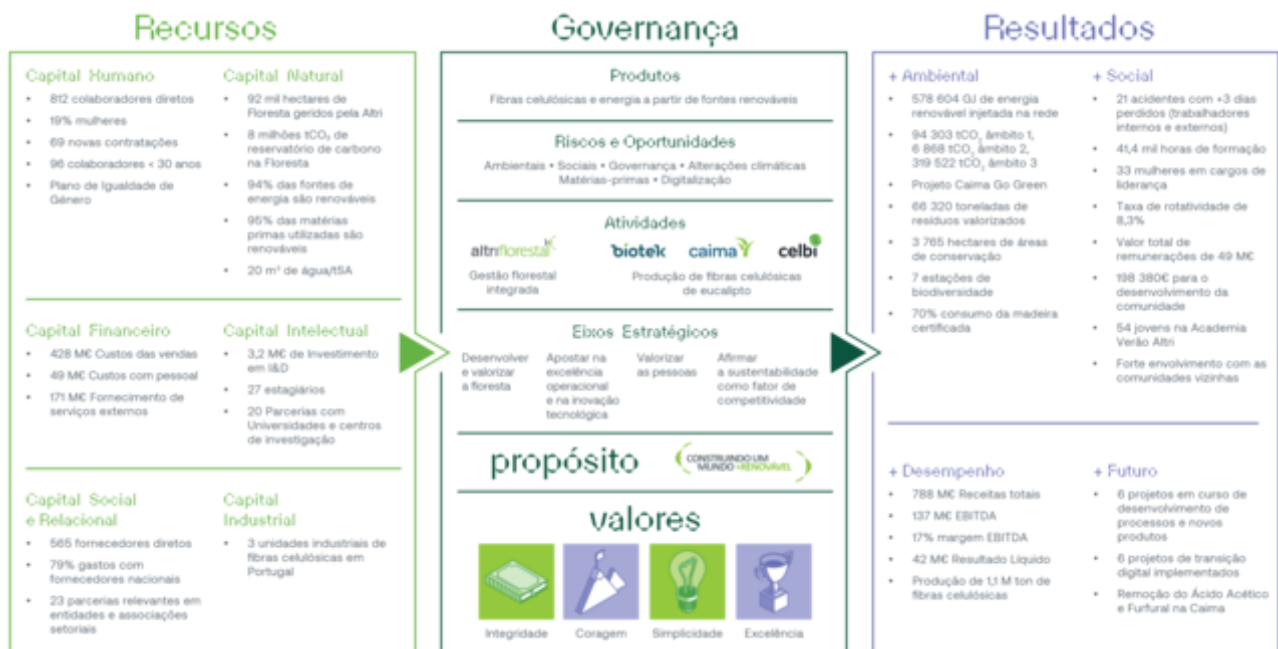 Recursos
Capital Humano
• 812 colaboradores diretos
• 19% mulheres
• 69 novas contratações
• 96 colaboradores < 30 anos
• Plano de Igualdade de
Género
Capital Natural
• 92 mil hectares de
Floresta geridos pela Altri
• 8 milhões tCO₂ de
reservatório de carbono
na Floresta
• 94% das fontes de
energia são renováveis
• 95% das matérias
primas utilizadas são
renováveis
• 20 m³ de água/tSA
Capital Financeiro
• 428 M€ Custos das vendas
• 49 M€ Custos com pessoal
• 171 M€ Fornecimento de
serviços externos
Capital Intelectual
• 3,2 M€ de Investimento
em I&D
• 27 estagiários
• 20 Parcerias com
Universidades e centros
de investigação
Capital Social
e Relacional
• 565 fornecedores diretos
• 79% gastos com
fornecedores nacionais
• 23 parcerias relevantes em
entidades e associações
setoriais
Capital
Industrial
• 3 unidades industriais de
fibras celulósicas em
Portugal
Governança
Produtos
Fibras celulósicas e energia a partir de fontes renováveis
Riscos e Oportunidades
Ambientais • Sociais • Governança • Alterações climáticas
Matérias-primas • Digitalização
Atividades
altriflorestal
biotek
caima
celbi
Gestão florestal
integrada
Produção de fibras celulósicas
de eucalipto
Eixos Estratégicos
Desenvolver
e valorizar
a floresta
Apostar na
excelência
operacional
e na inovação
tecnológica
Valorizar
as pessoas
Afirmar
a sustentabilidade
como fator de
competitividade
propósito
CONSTRUINDO UM
MUNDO +RENOVÁVEL
valores
Integridade
Coragem
Simplicidade
Excelência
Resultados
+ Ambiental
• 578 604 GJ de energia
renovável injetada na rede
• 94 303 tCO₂ âmbito 1,
6 868 tCO₂ âmbito 2,
319 522 tCO₂ âmbito 3
• Projeto Caima Go Green
• 66 320 toneladas de
resíduos valorizados
• 3 765 hectares de áreas
de conservação
• 7 estações de
biodiversidade
• 70% consumo da madeira
certificada
+ Social
• 21 acidentes com +3 dias
perdidos (trabalhadores
internos e externos)
• 41,4 mil horas de formação
• 33 mulheres em cargos de
liderança
• Taxa de rotatividade de
8,3%
• Valor total de
remunerações de 49 M€
• 198 380€ para o
desenvolvimento da
comunidade
• 54 jovens na Academia
Verão Altri
• Forte envolvimento com as
comunidades vizinhas
+ Desempenho
• 788 M€ Receitas totais
• 137 M€ EBITDA
• 17% margem EBITDA
• 42 M€ Resultado Líquido
• Produção de 1,1 M ton de
fibras celulósicas
+ Futuro
• 6 projetos em curso de
desenvolvimento de
processos e novos
produtos
• 6 projetos de transição
digital implementados
• Remoção do Ácido Acético
e Furfural na Caima